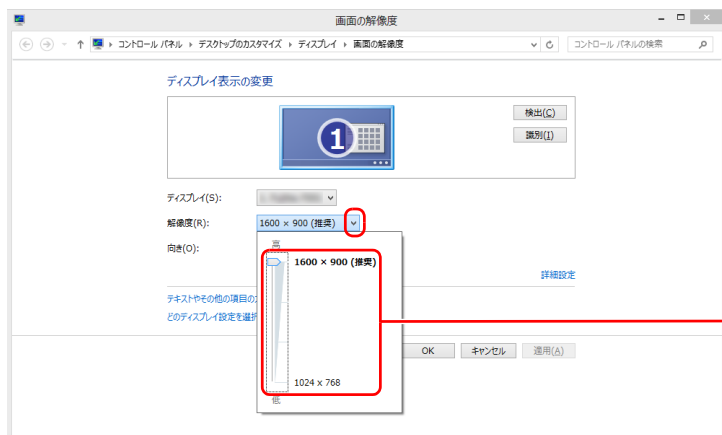 画面の解像度
コントロール パネル ▸ デスクトップのカスタマイズ ▸ ディスプレイ ▸ 画面の解像度
コントロール パネルの検索
ディスプレイ表示の変更
1
検出(C)
識別(I)
ディスプレイ(S):
解像度(R): 1600 × 900 (推奨)
向き(O):
高
1600 × 900 (推奨)
詳細設定
テキストやその他の項目の
どのディスプレイ設定を選択
OK キャンセル 適用(A)
1024 x 768
低